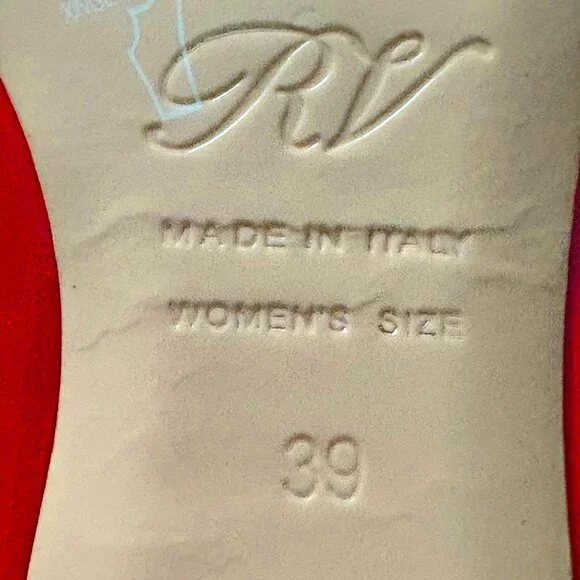 RV
MADE IN ITALY
WOMEN'S SIZE
39